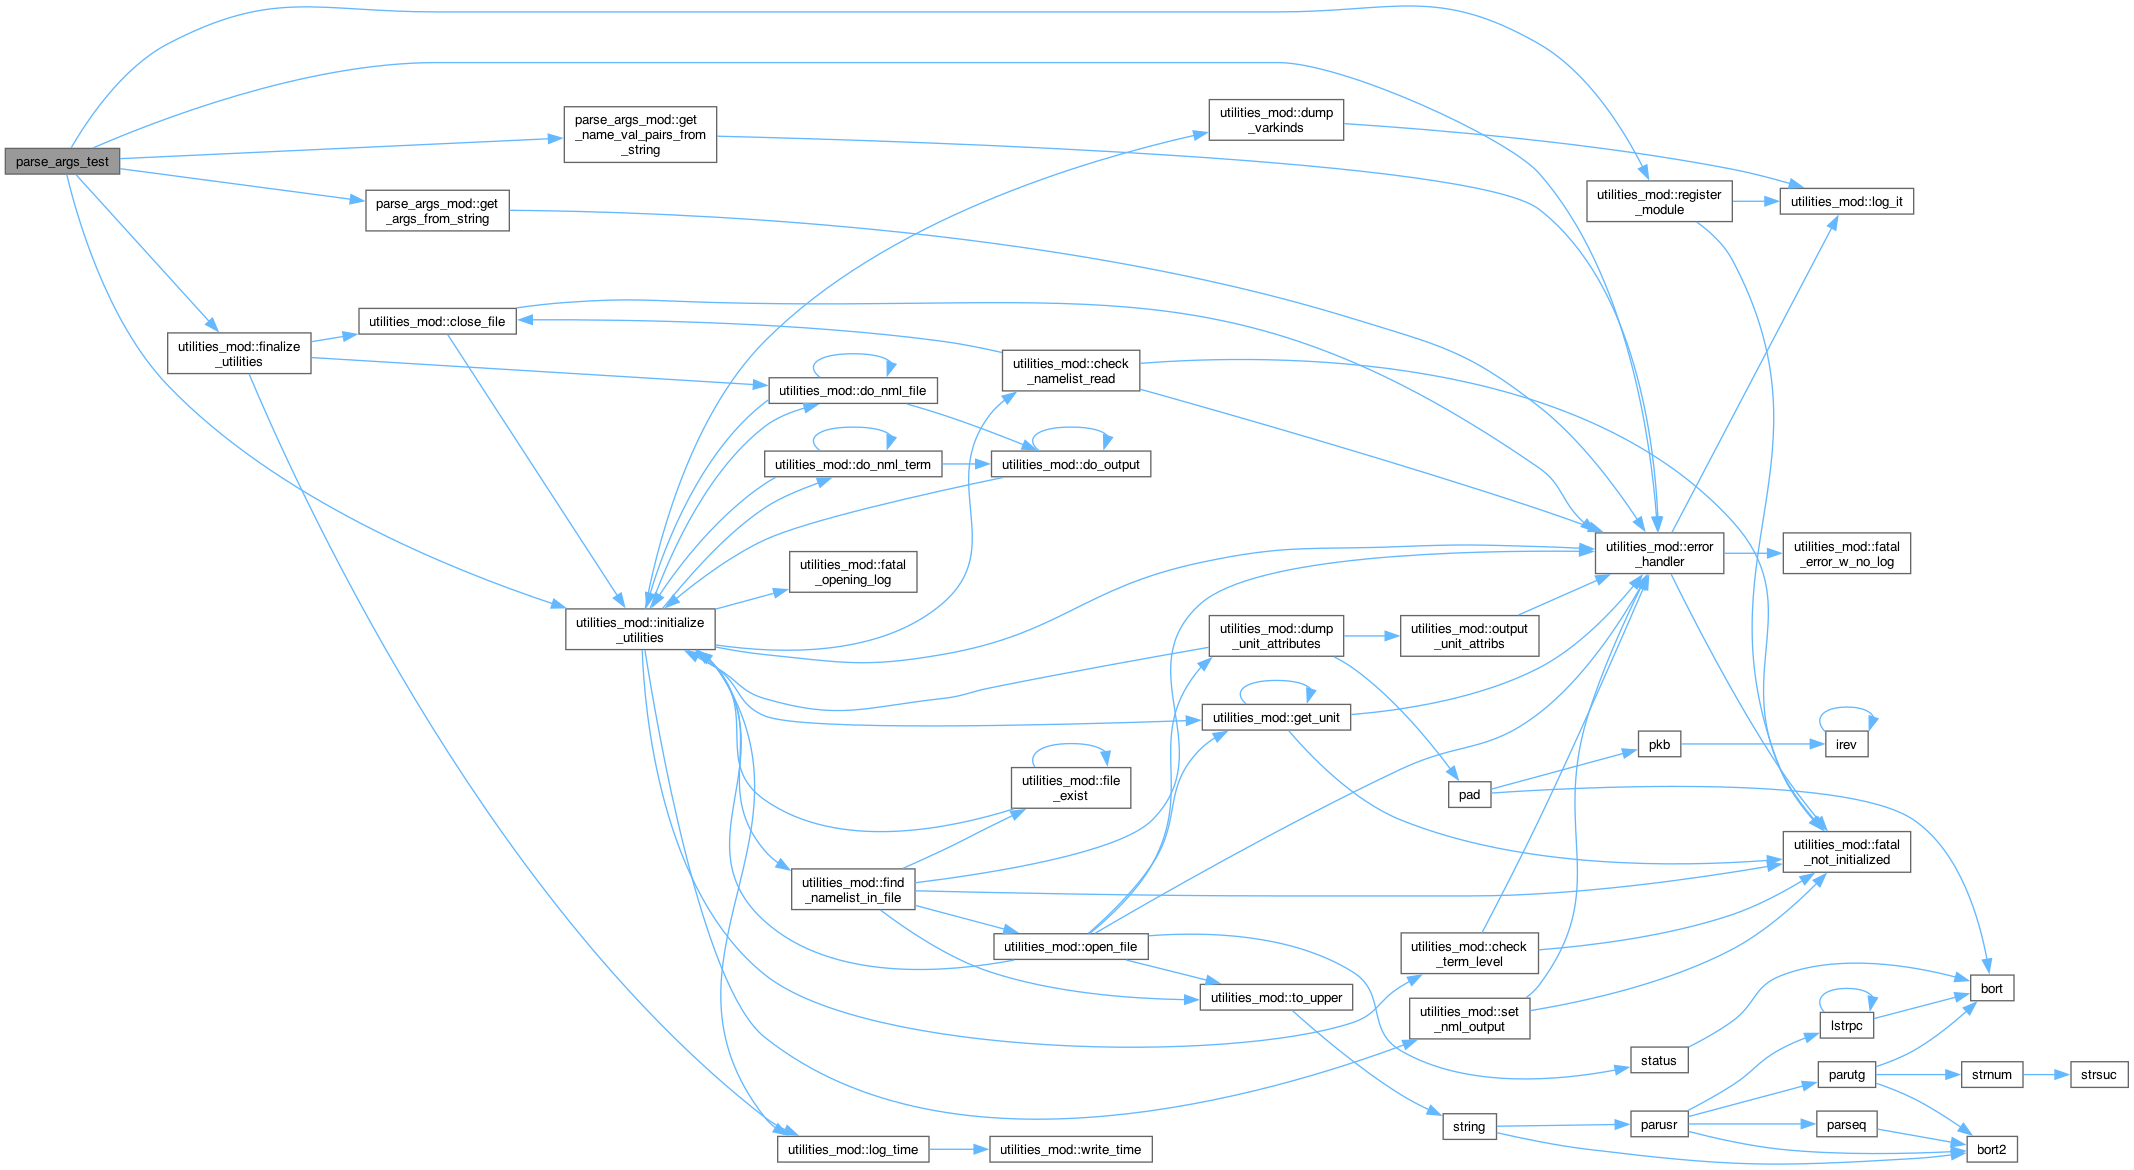 parse_args_test
parse_args_mod::get
_name_val_pairs_from
_string
parse_args_mod::get
_args_from_string
utilities_mod::finalize
_utilities
utilities_mod::close_file
utilities_mod::initialize
_utilities
utilities_mod::do_nml_file
utilities_mod::do_nml_term
utilities_mod::fatal
_opening_log
utilities_mod::find
_namelist_in_file
utilities_mod::log_time
utilities_mod::check
_namelist_read
utilities_mod::do_output
utilities_mod::file
_exist
utilities_mod::open_file
utilities_mod::write_time
utilities_mod::dump
_varkinds
utilities_mod::dump
_unit_attributes
utilities_mod::get_unit
utilities_mod::to_upper
utilities_mod::output
_unit_attribs
pad
utilities_mod::check
_term_level
utilities_mod::set
_nml_output
string
utilities_mod::register
_module
utilities_mod::error
_handler
pkb
status
parusr
utilities_mod::log_it
utilities_mod::fatal
_error_w_no_log
irev
utilities_mod::fatal
_not_initialized
lstrpc
parutg
parseq
bort
strnum
bort2
strsuc